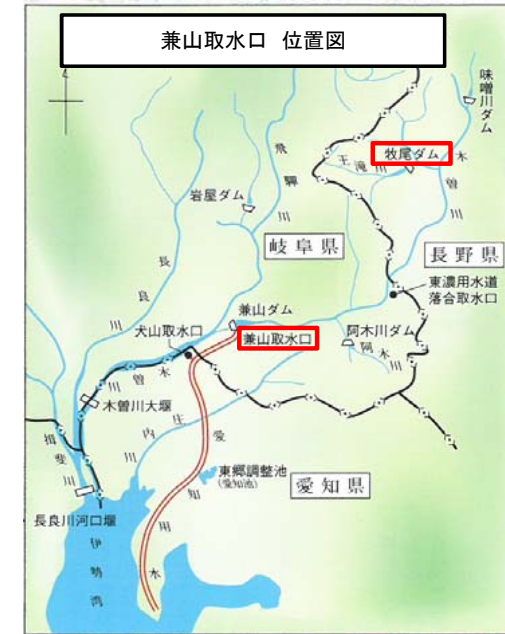 兼山取水口 位置図
4
味噌川ダム
牧尾ダム
王滝川
木曽川
飛騨川
岩屋ダム
岐阜県
長野県
長良川
東濃用水道
落合取水口
兼山ダム
犬山取水口
兼山取水口
阿木川ダム
阿木川
木曽川
木曽川大堰
庄内川
愛知用水
揖斐川
東郷調整池
(愛知池)
愛知県
長良川河口堰
伊勢湾